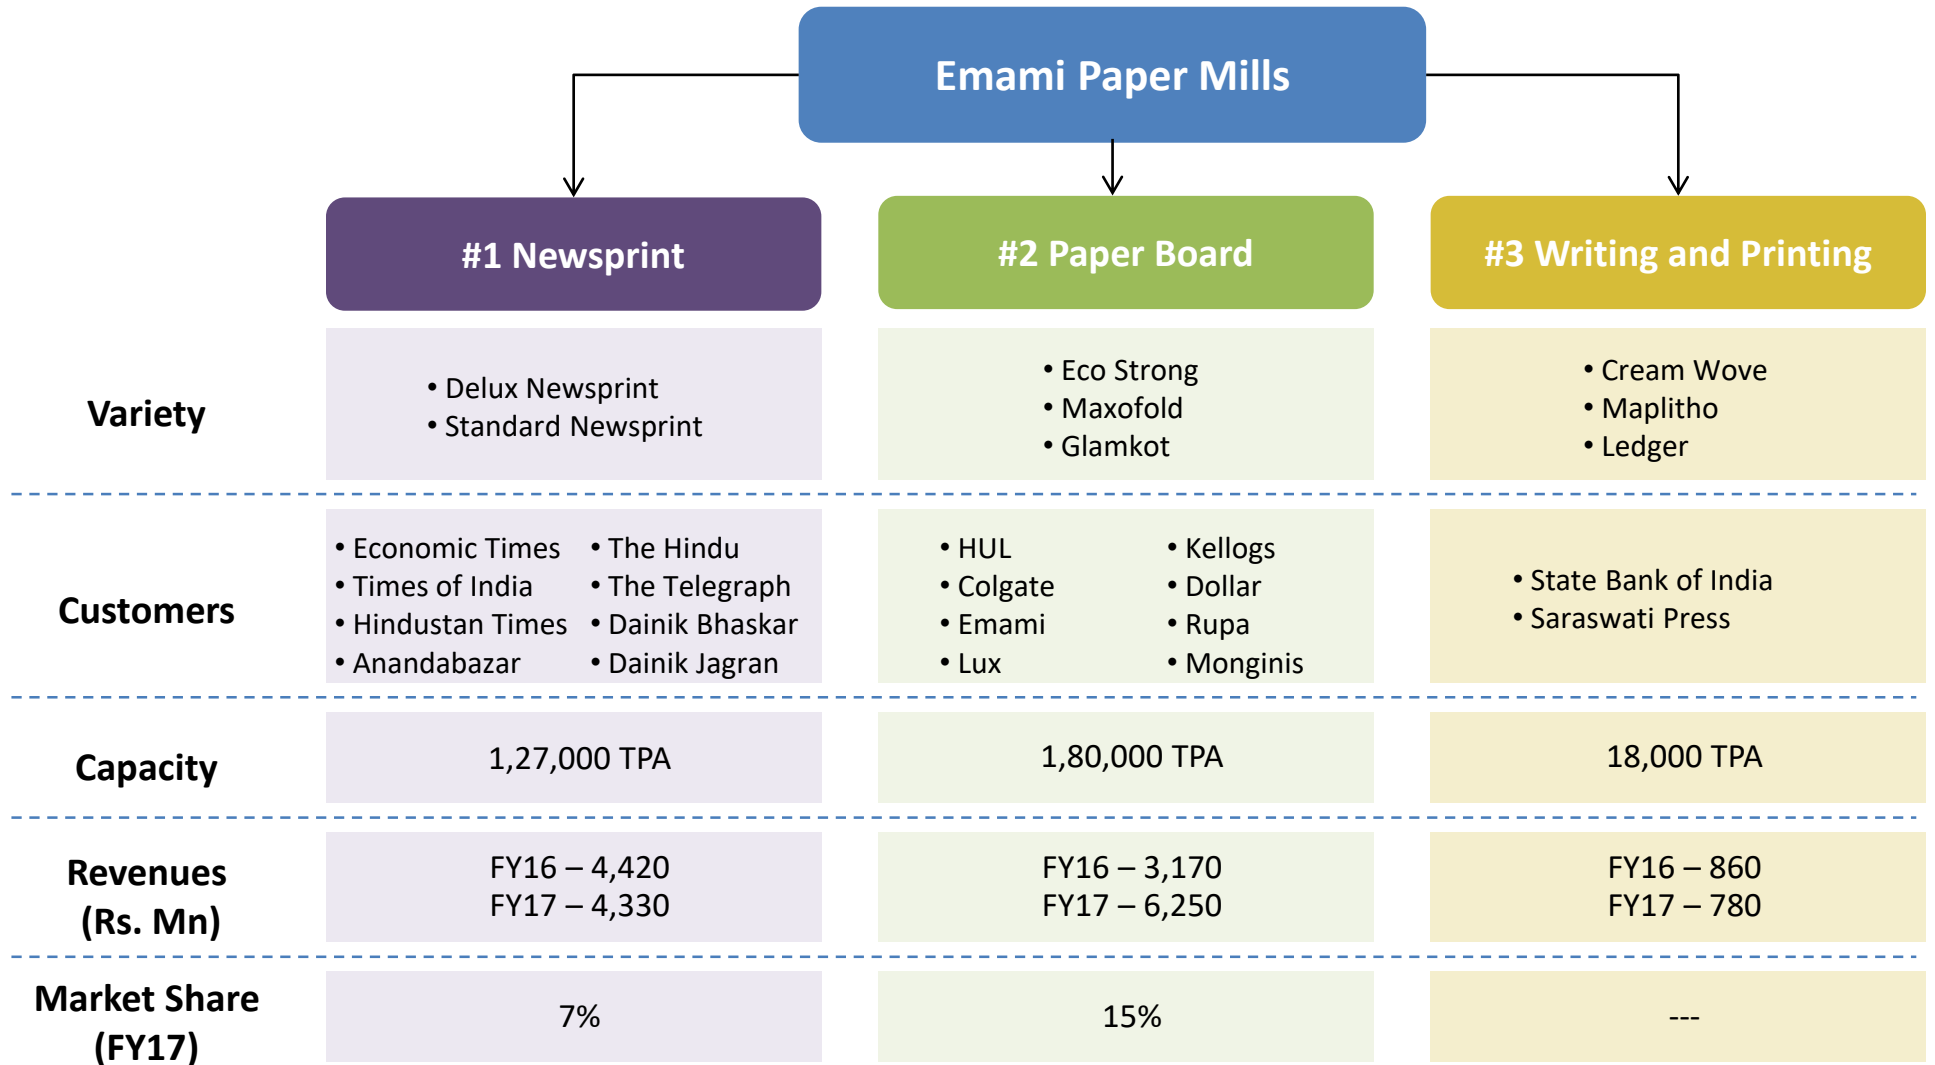 Emami Paper Mills
#1 Newsprint
#2 Paper Board
#3 Writing and Printing
Variety
• Delux Newsprint
• Standard Newsprint
• Eco Strong
• Maxofold
• Glamkot
• Cream Wove
• Maplitho
• Ledger
Customers
• Economic Times
• Times of India
• Hindustan Times
• Anandabazar
• The Hindu
• The Telegraph
• Dainik Bhaskar
• Dainik Jagran
• HUL
• Colgate
• Emami
• Lux
• Kellogs
• Dollar
• Rupa
• Monginis
• State Bank of India
• Saraswati Press
Capacity
1,27,000 TPA
1,80,000 TPA
18,000 TPA
Revenues
(Rs. Mn)
FY16 – 4,420
FY17 – 4,330
FY16 – 3,170
FY17 – 6,250
FY16 – 860
FY17 – 780
Market Share
(FY17)
7%
15%
---